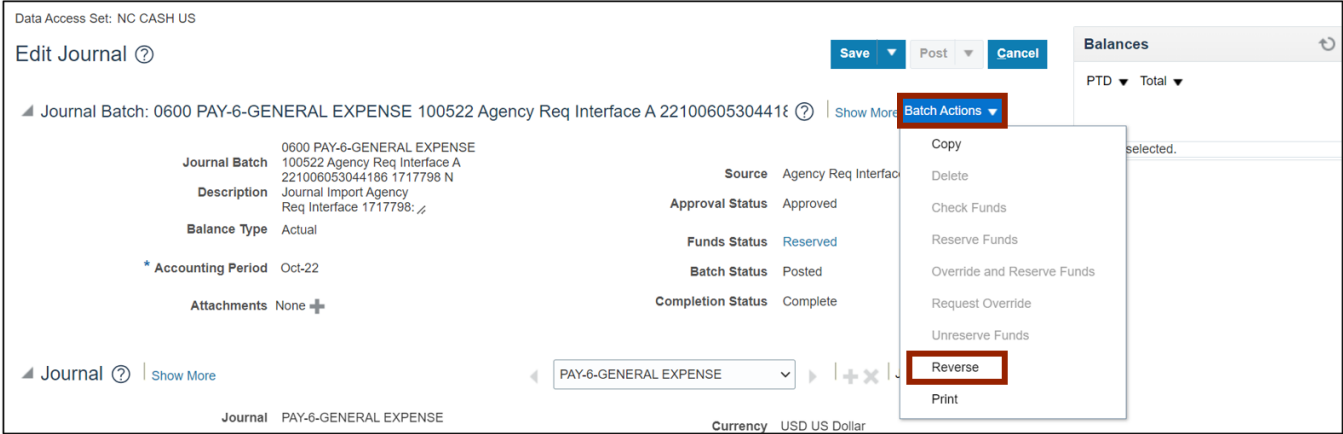 Data Access Set: NC CASH US
Edit Journal ?
Save Post Cancel
Balances
PTD Total
Journal Batch: 0600 PAY-6-GENERAL EXPENSE 100522 Agency Req Interface A 221006053044186 ? Show More Batch Actions
selected.
Journal Batch 0600 PAY-6-GENERAL EXPENSE
100522 Agency Req Interface A
221006053044186 1717798 N
Description Journal Import Agency
Req Interface 1717798:
Balance Type Actual
* Accounting Period Oct-22
Attachments None
Source Agency Req Interface
Approval Status Approved
Funds Status Reserved
Batch Status Posted
Completion Status Complete
Copy
Delete
Check Funds
Reserve Funds
Override and Reserve Funds
Request Override
Unreserve Funds
Reverse
Print
Journal ? Show More PAY-6-GENERAL EXPENSE
Journal PAY-6-GENERAL EXPENSE
Currency USD US Dollar